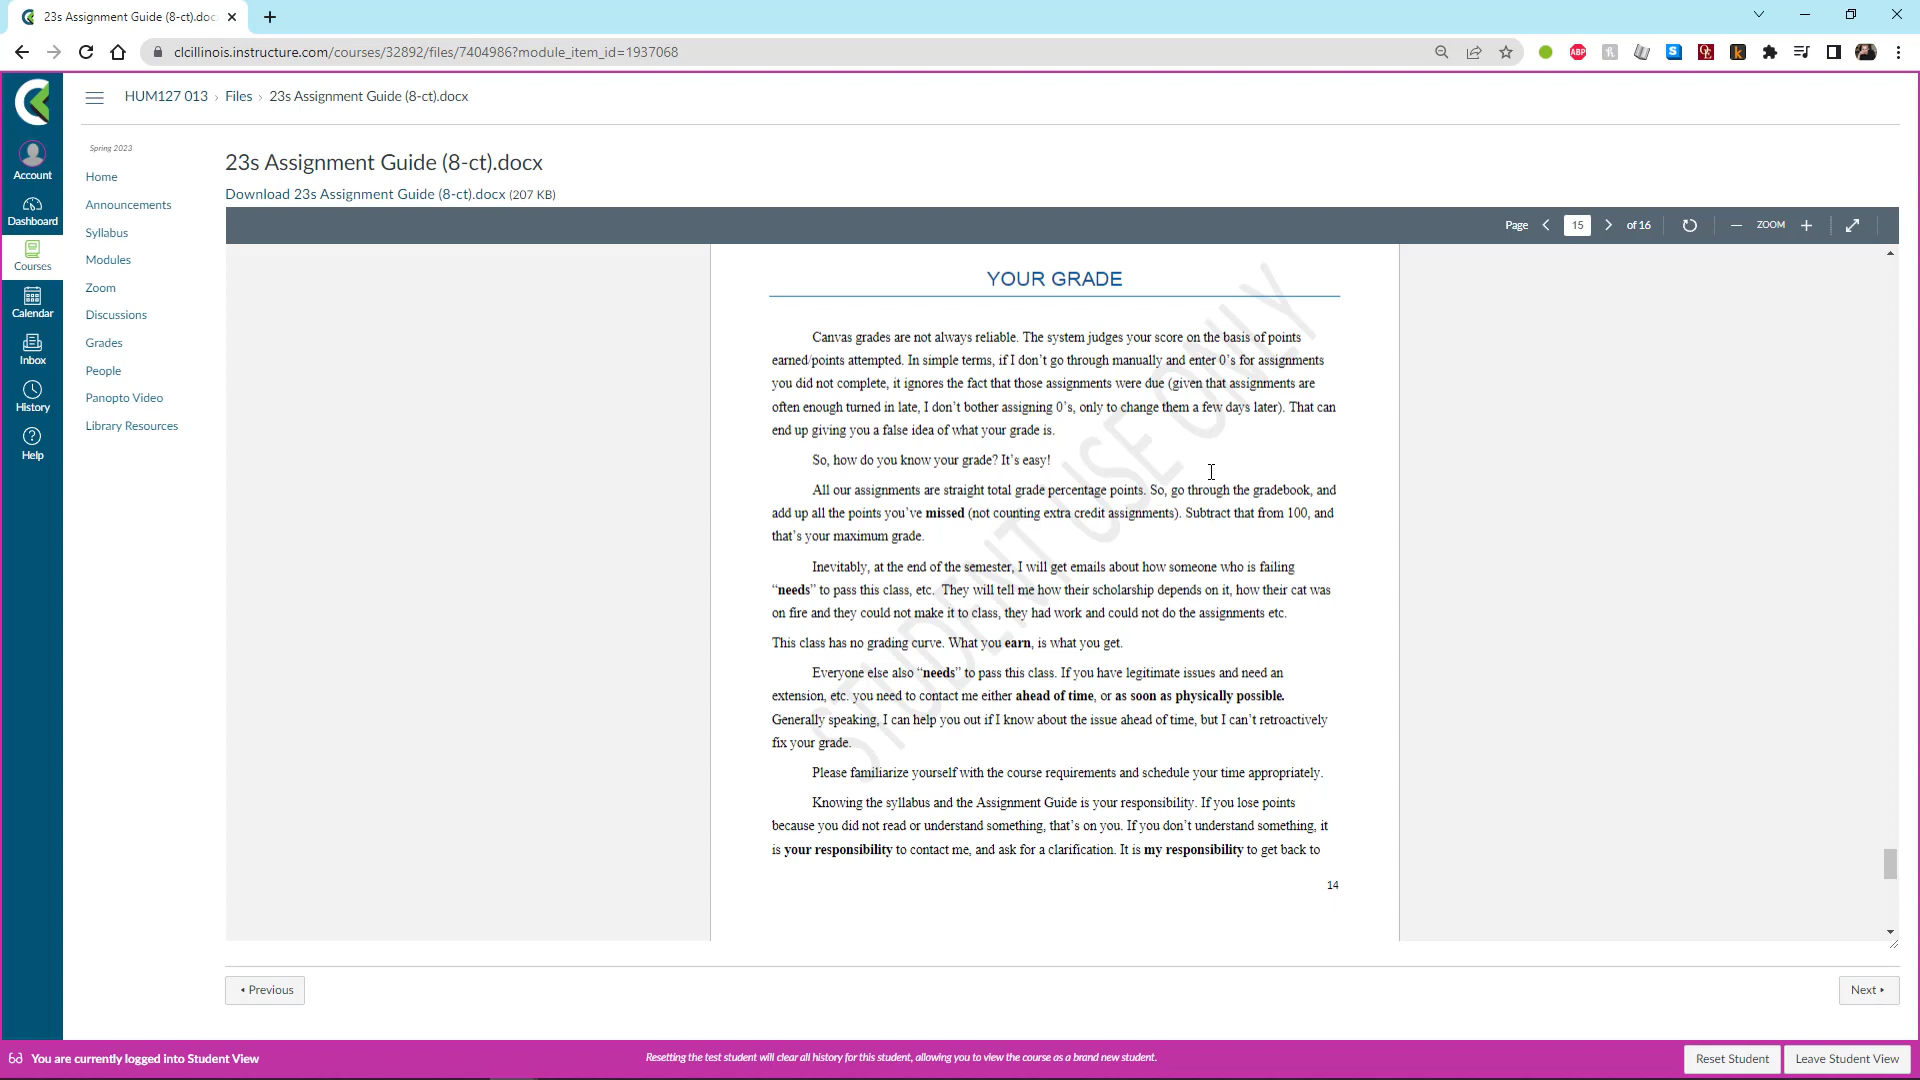 23s Assignment Guide (8-ct).doc
clcillinois.instructure.com/courses/32892/files/7404986?module_item_id=1937068
ABP
HUM127 013 › Files › 23s Assignment Guide (8-ct).docx
Account
Dashboard
Courses
Calendar
Inbox
History
Help
Spring 2023
Home
Announcements
Syllabus
Modules
Zoom
Discussions
Grades
People
Panopto Video
Library Resources
23s Assignment Guide (8-ct).docx
Download 23s Assignment Guide (8-ct).docx (207 KB)
Page 15 of 16 ZOOM
YOUR GRADE
Canvas grades are not always reliable. The system judges your score on the basis of points
earned/points attempted. In simple terms, if I don't go through manually and enter 0's for assignments
you did not complete, it ignores the fact that those assignments were due (given that assignments are
often enough turned in late, I don't bother assigning 0's, only to change them a few days later). That can
end up giving you a false idea of what your grade is.
So, how do you know your grade? It's easy!
All our assignments are straight total grade percentage points. So, go through the gradebook, and
add up all the points you've missed (not counting extra credit assignments). Subtract that from 100, and
that's your maximum grade.
Inevitably, at the end of the semester, I will get emails about how someone who is failing
“needs” to pass this class, etc. They will tell me how their scholarship depends on it, how their cat was
on fire and they could not make it to class, they had work and could not do the assignments etc.
This class has no grading curve. What you earn, is what you get.
Everyone else also “needs” to pass this class. If you have legitimate issues and need an
extension, etc. you need to contact me either ahead of time, or as soon as physically possible.
Generally speaking, I can help you out if I know about the issue ahead of time, but I can't retroactively
fix your grade.
Please familiarize yourself with the course requirements and schedule your time appropriately.
Knowing the syllabus and the Assignment Guide is your responsibility. If you lose points
because you did not read or understand something, that's on you. If you don't understand something, it
is your responsibility to contact me, and ask for a clarification. It is my responsibility to get back to
14
STUDENT USE ONLY
Previous
Next
You are currently logged into Student View
Resetting the test student will clear all history for this student, allowing you to view the course as a brand new student.
Reset Student
Leave Student View